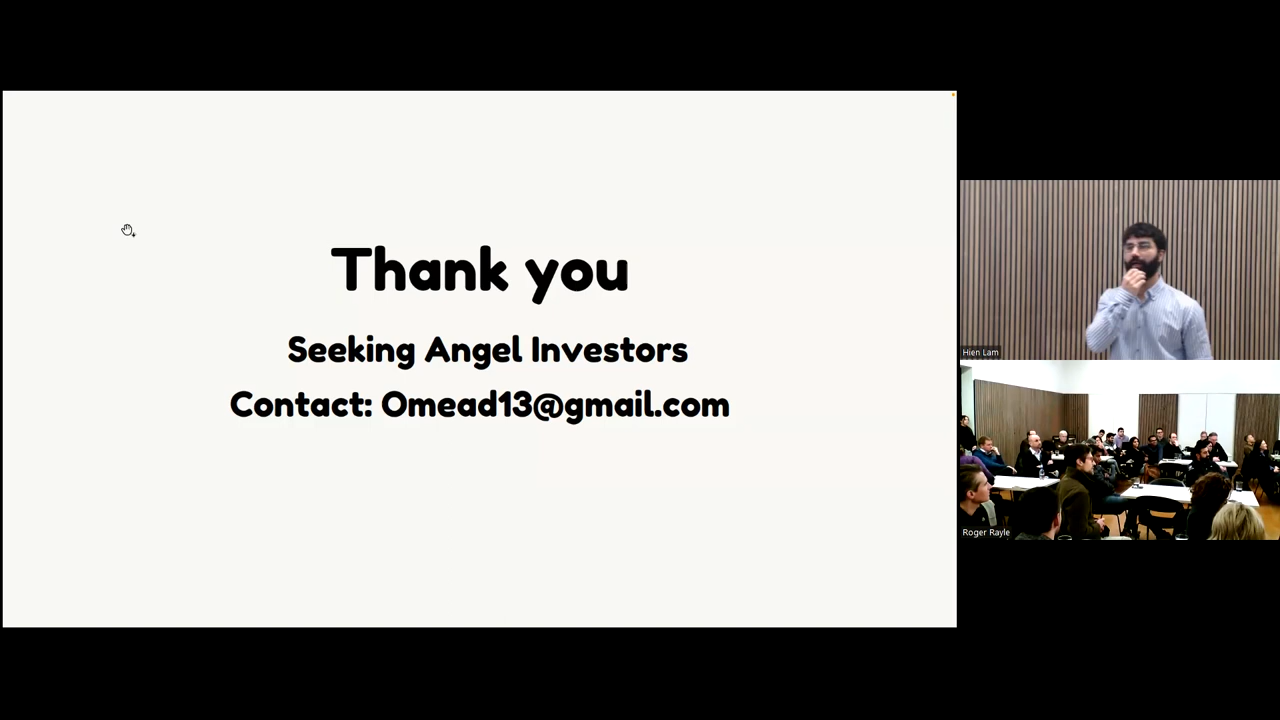 Thank you
Seeking Angel Investors
Contact: Omead13@gmail.com
Hien Lam
Roger Rayle